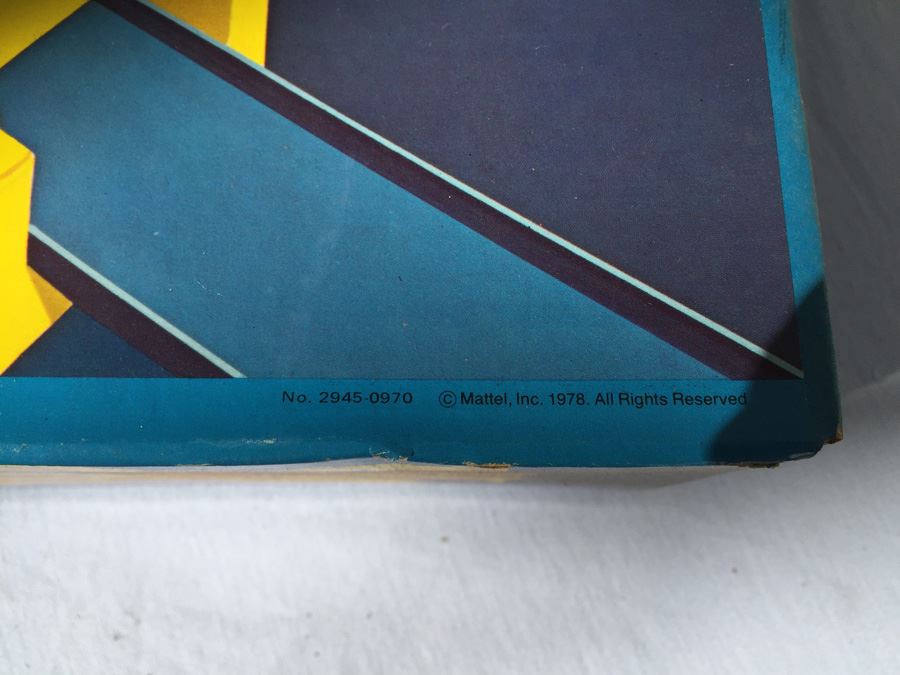 No. 2945-0970 © Mattel, Inc. 1978. All Rights Reserved